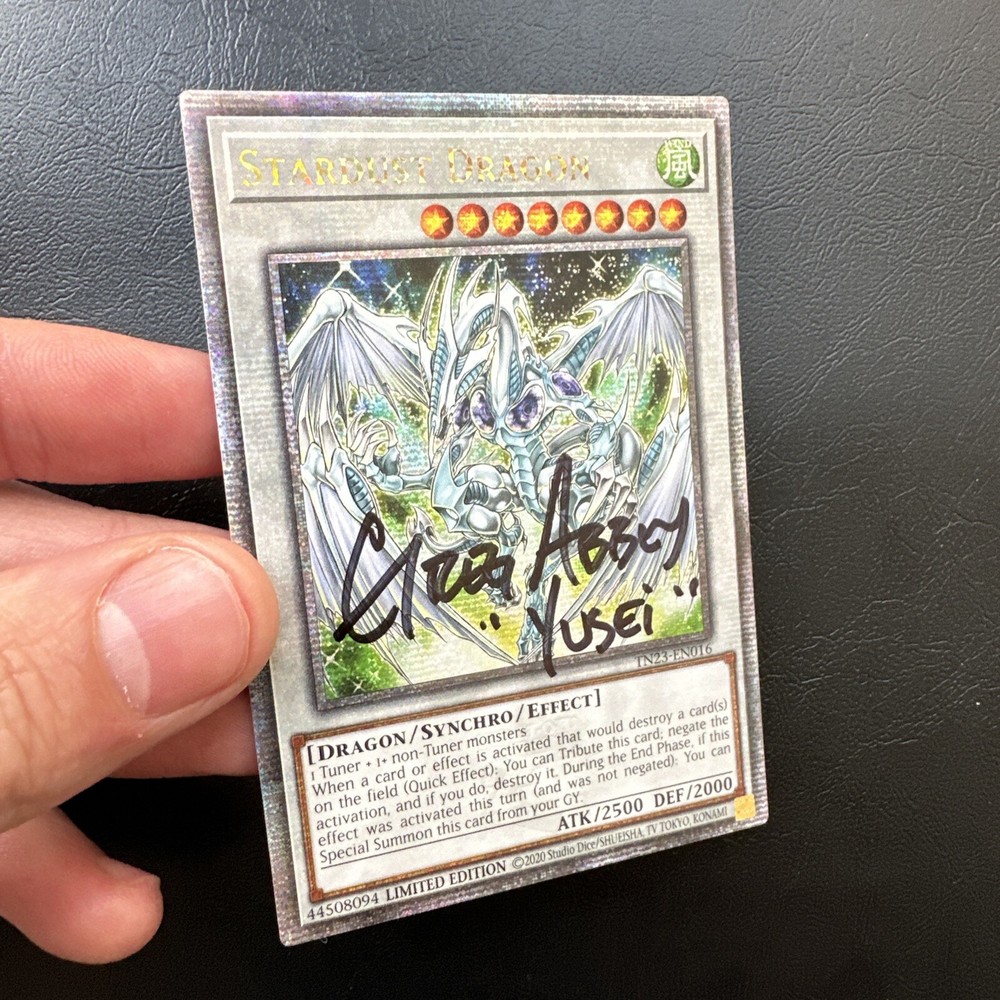 STARDUST DRAGON
風
Greg Abbey
"Yusei"
TN23-EN016
[DRAGON/SYNCHRO/EFFECT]
1 Tuner + 1+ non-Tuner monsters
When a card or effect is activated that would destroy a card(s)
on the field (Quick Effect): You can Tribute this card; negate the
activation, and if you do, destroy it. During the End Phase, if this
effect was activated this turn (and was not negated): You can
Special Summon this card from your GY.
ATK/2500 DEF/2000
44508094 LIMITED EDITION ©2020 Studio Dice/SHUEISHA, TV TOKYO, KONAMI